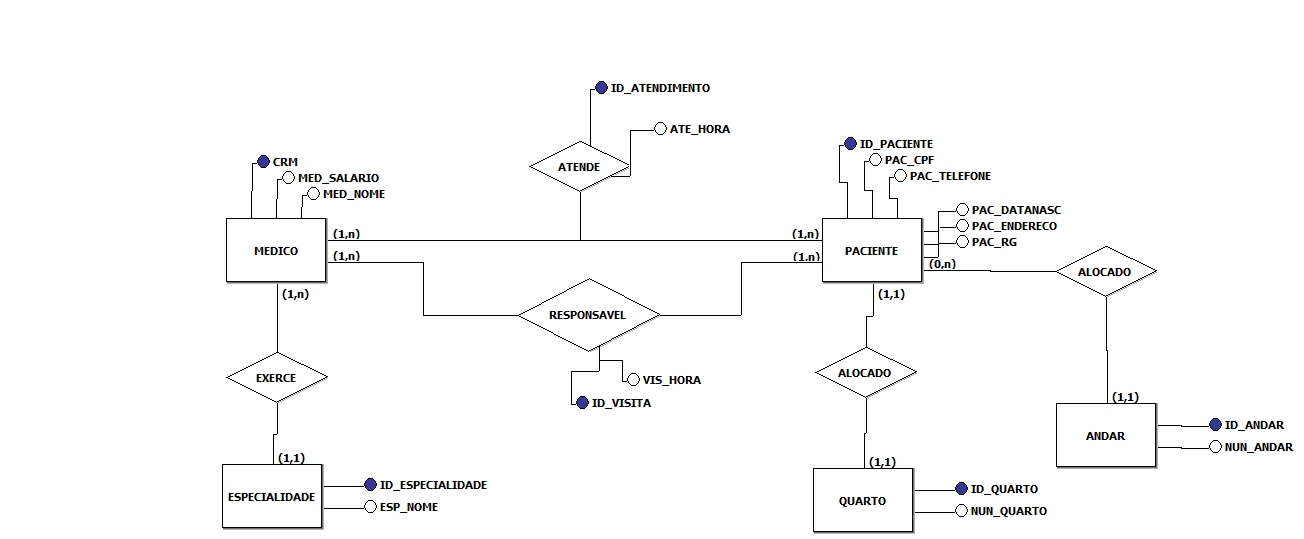 ID_ATENDIMENTO
ATE_HORA
ATENDE
CRM
MED_SALARIO
MED_NOME
ID_PACIENTE
PAC_CPF
PAC_TELEFONE
PAC_DATANASC
PAC_ENDERECO
PAC_RG
MEDICO
(1,n)
(1,n)
(1,n)
(1,n)
PACIENTE
(0,n)
ALOCADO
(1,n)
(1,1)
RESPONSAVEL
EXERCE
VIS_HORA
ID_VISITA
ALOCADO
(1,1)
ANDAR
ID_ANDAR
NUN_ANDAR
(1,1)
ESPECIALIDADE
ID_ESPECIALIDADE
ESP_NOME
(1,1)
QUARTO
ID_QUARTO
NUN_QUARTO